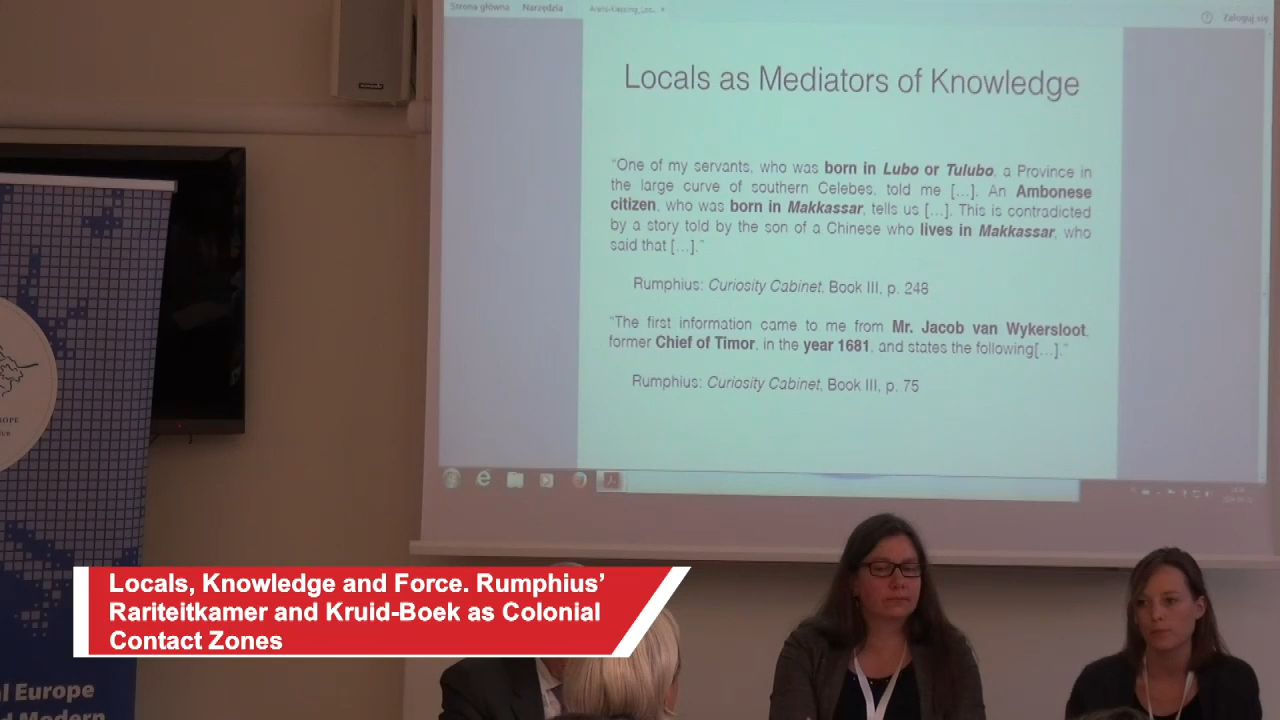 Strona główna Narzędzia
Zaloguj się
Locals as Mediators of Knowledge
“One of my servants, who was born in Lubo or Tulubo, a Province in
the large curve of southern Celebes, told me [...]. An Ambonese
citizen, who was born in Makkassar, tells us [...]. This is contradicted
by a story told by the son of a Chinese who lives in Makkassar, who
said that [...].”
Rumphius: Curiosity Cabinet, Book III, p. 248
“The first information came to me from Mr. Jacob van Wykersloot,
former Chief of Timor, in the year 1681, and states the following[...].”
Rumphius: Curiosity Cabinet, Book III, p. 75
Locals, Knowledge and Force. Rumphius’
Rariteitkamer and Kruid-Boek as Colonial
Contact Zones
Europe
Modern